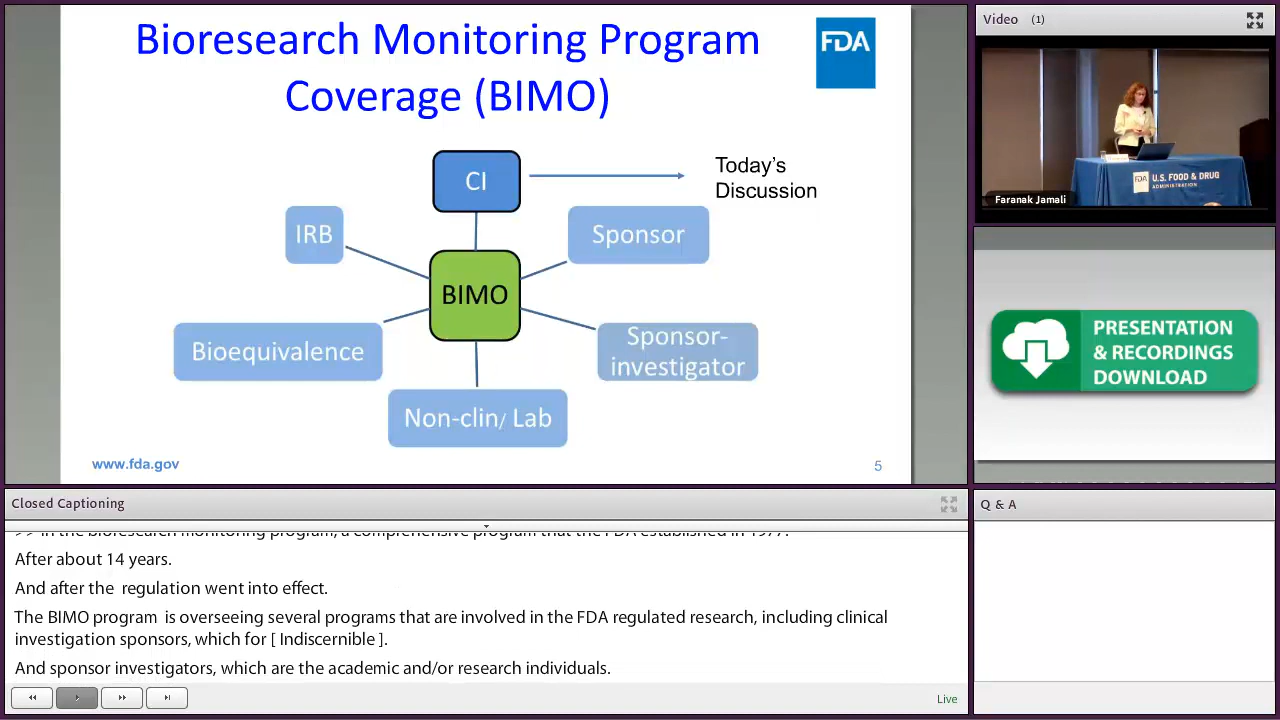 Bioresearch Monitoring Program
Coverage (BIMO)
FDA
CI
Today's
Discussion
IRB
Sponsor
BIMO
Bioequivalence
Sponsor-
investigator
Non-clin/ Lab
www.fda.gov
5
Video (1)
FDA U.S. FOOD & DRUG
ADMINISTRATION
Faranak Jamali
PRESENTATION
& RECORDINGS
DOWNLOAD
Closed Captioning
>> In the bioresearch monitoring program, a comprehensive program that the FDA established in 1977.
After about 14 years.
And after the regulation went into effect.
The BIMO program is overseeing several programs that are involved in the FDA regulated research, including clinical
investigation sponsors, which for [ Indiscernible ].
And sponsor investigators, which are the academic and/or research individuals.
Live
Q & A